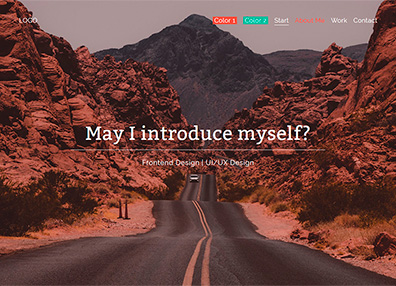 LOGO
Color 1 Color 2 Start About Me Work Contact
May I introduce myself?
Frontend Design | UI/UX Design